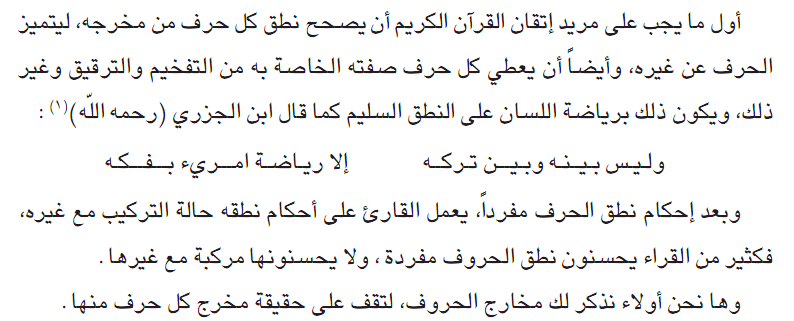 أول ما يجب على مريد إتقان القرآن الكريم أن يصحح نطق كل حرف من مخرجه، ليتميز
الحرف عن غيره، وأيضاً أن يعطي كل حرف صفته الخاصة به من التفخيم والترقيق وغير
ذلك، ويكون ذلك برياضة اللسان على النطق السليم كما قال ابن الجزري (رحمه اللّه)(١) :
وليس بينه وبين تركه إلا رياضة امريء بفكه
وبعد إحكام نطق الحرف مفرداً، يعمل القارئ على أحكام نطقه حالة التركيب مع غيره،
فكثير من القراء يحسنون نطق الحروف مفردة ، ولا يحسنونها مركبة مع غيرها .
وها نحن أولاء نذكر لك مخارج الحروف، لتقف على حقيقة مخرج كل حرف منها .